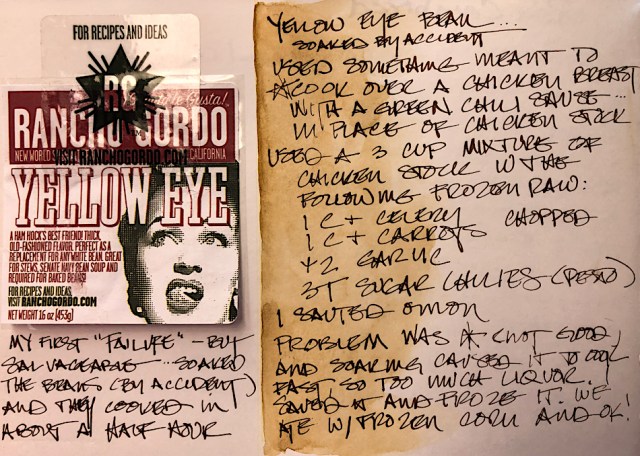 FOR RECIPES AND IDEAS
RG
¡Gusta!
RANCHO GORDO
NEW WORLD
CALIFORNIA
VISIT RANCHOGORDO.COM
YELLOW EYE
A HAM HOCK'S BEST FRIEND! THICK,
OLD-FASHIONED FLAVOR. PERFECT AS A
REPLACEMENT FOR ANY WHITE BEAN. GREAT
FOR STEWS, SENATE NAVY BEAN SOUP AND
REQUIRED FOR BAKED BEANS!
FOR RECIPES AND IDEAS,
VISIT RANCHOGORDO.COM
NET WEIGHT 16 oz (453g)
MY FIRST "FAILURE" – BUT
SALVAGEABLE ... SOAKED
THE BEANS (BY ACCIDENT)
AND THEY COOKED IN
ABOUT A HALF HOUR
YELLOW EYE BEAN ...
SOAKED BY ACCIDENT
USED SOMETHING MEANT TO
* COOK OVER A CHICKEN BREAST
WITH A GREEN CHILI SAUSE ...
IN PLACE OF CHICKEN STOCK
USED A 3 CUP MIXTURE OF
CHICKEN STOCK W THE
FOLLOWING FROZEN RAW:
1 C + CELERY CHOPPED
1 C + CARROTS
+2 GARLIC
3T SUGAR CHILIES
1 SAUTED ONION
PROBLEM WAS * (NOT GOOD)
AND SOAKING CAUSED IT TO COOK
FAST SO TOO MUCH LIQUOR.
SAVED IT AND FROZE IT. WE
ATE W/FROZEN CORN AND OK!